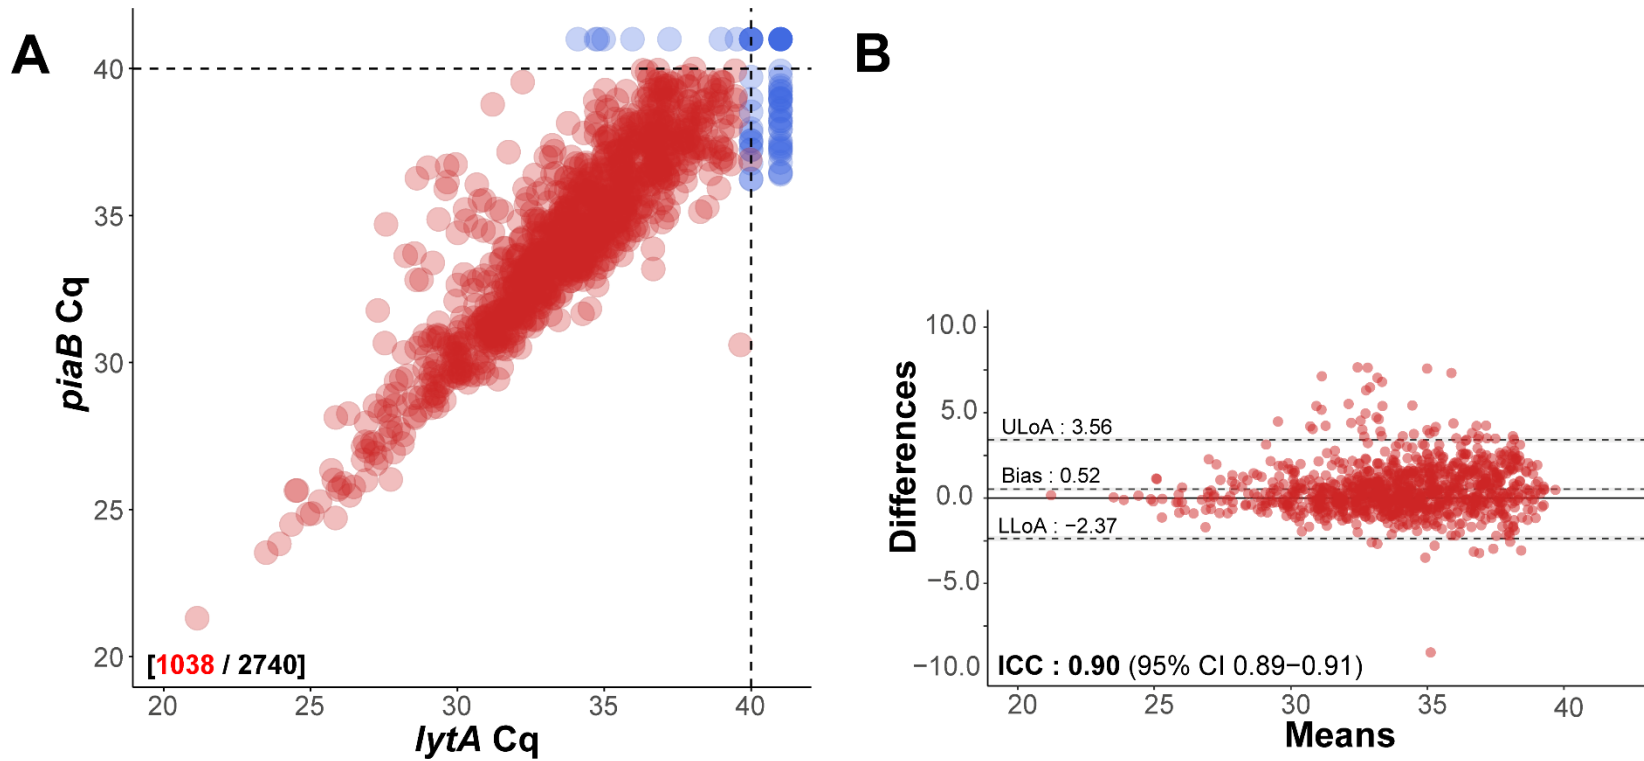 A
40
35
30
25
20
piaB Cq
[1038 / 2740]
20
25
30
35
40
lytA Cq
B
10.0
5.0
0.0
−5.0
−10.0
Differences
ULoA : 3.56
Bias : 0.52
LLoA : −2.37
ICC : 0.90 (95% CI 0.89−0.91)
20
25
30
35
40
Means